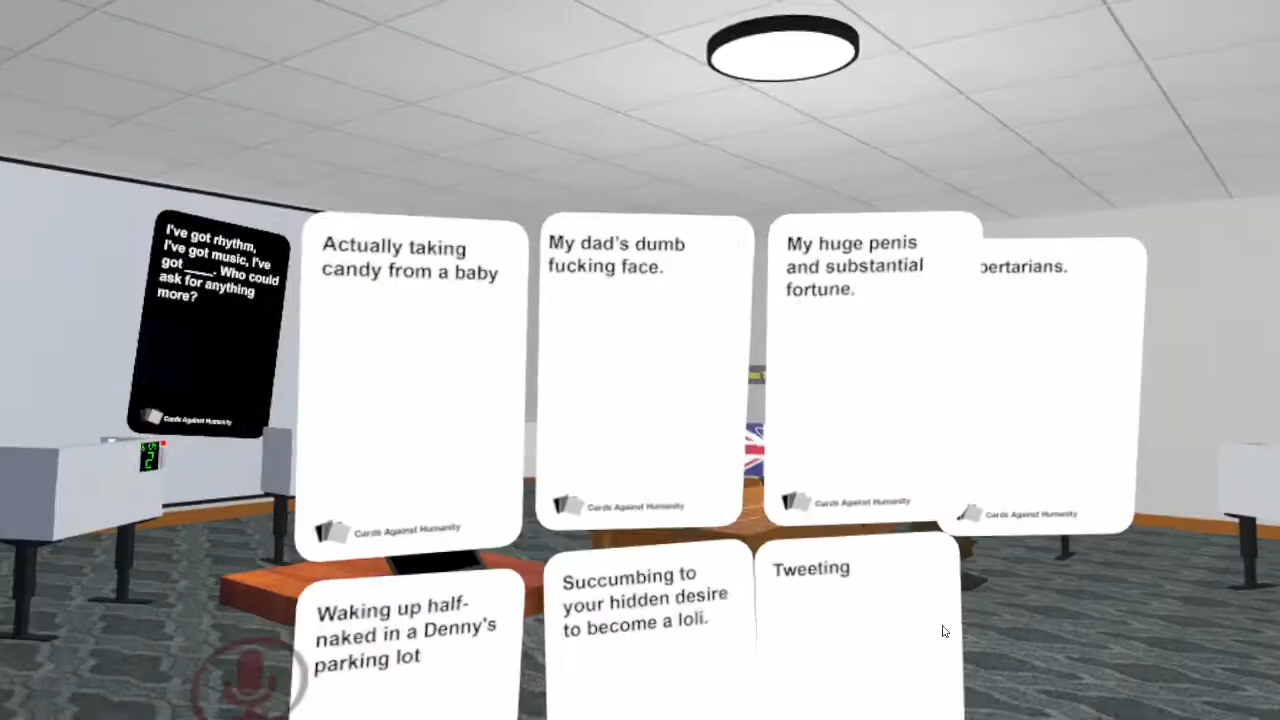 I've got rhythm,
I've got music, I've
got ____. Who could
ask for anything
more?
Cards Against Humanity
Actually taking
candy from a baby
Cards Against Humanity
My dad's dumb
fucking face.
Cards Against Humanity
My huge penis
and substantial
fortune.
Cards Against Humanity
bertarians.
Cards Against Humanity
Waking up half-
naked in a Denny's
parking lot
Succumbing to
your hidden desire
to become a loli.
Tweeting
2